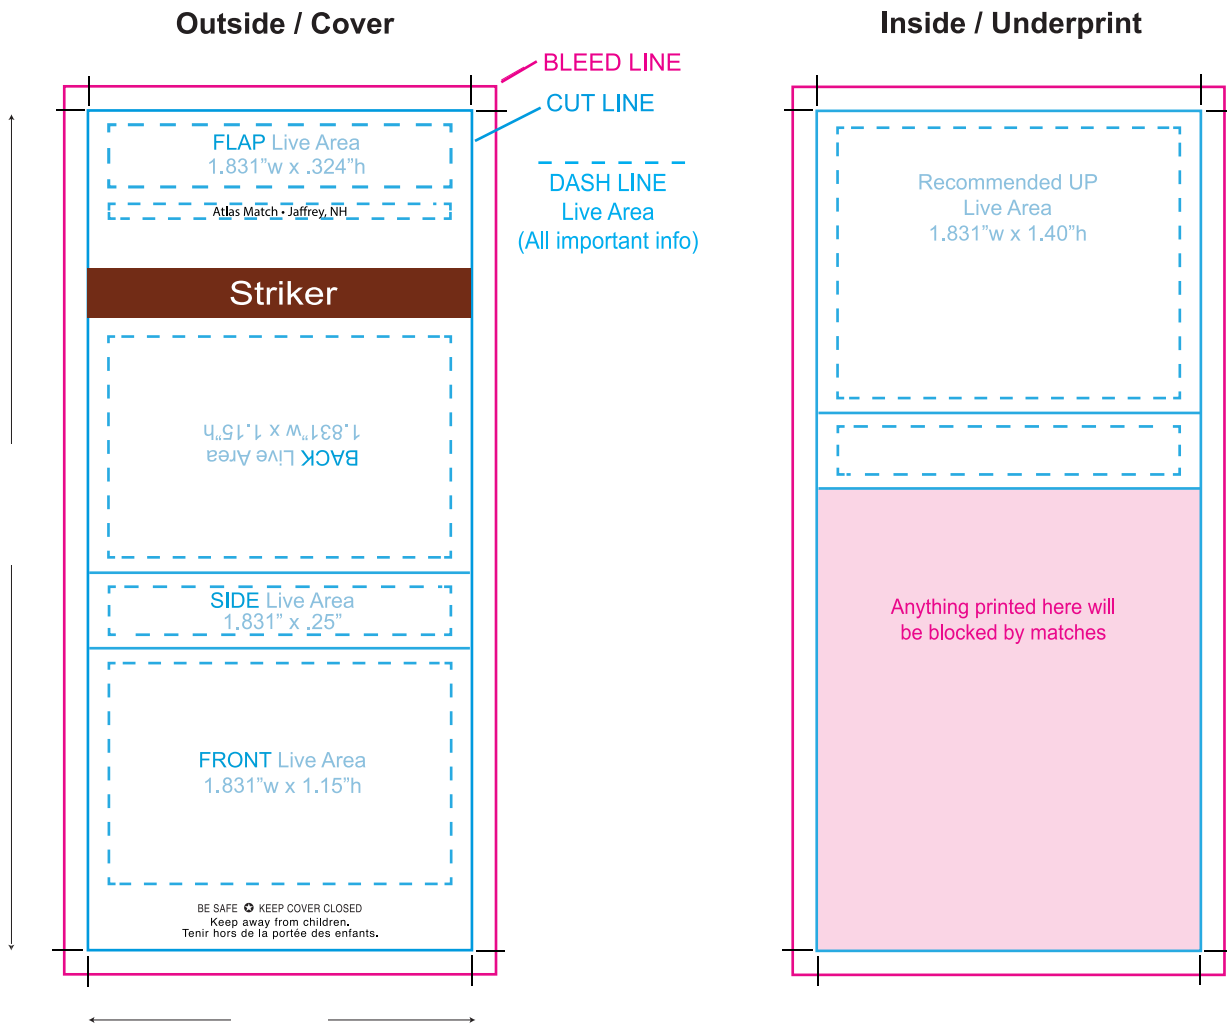 Outside / Cover
Inside / Underprint
BLEED LINE
CUT LINE
DASH LINE
Live Area
(All important info)
FLAP Live Area
1.831”w x .324”h
Atlas Match • Jaffrey, NH
Striker
BACK Live Area
1.831”w x 1.15”h
SIDE Live Area
1.831” x .25”
FRONT Live Area
1.831”w x 1.15”h
BE SAFE ✪ KEEP COVER CLOSED
Keep away from children.
Tenir hors de la portée des enfants.
Recommended UP
Live Area
1.831”w x 1.40”h
Anything printed here will
be blocked by matches